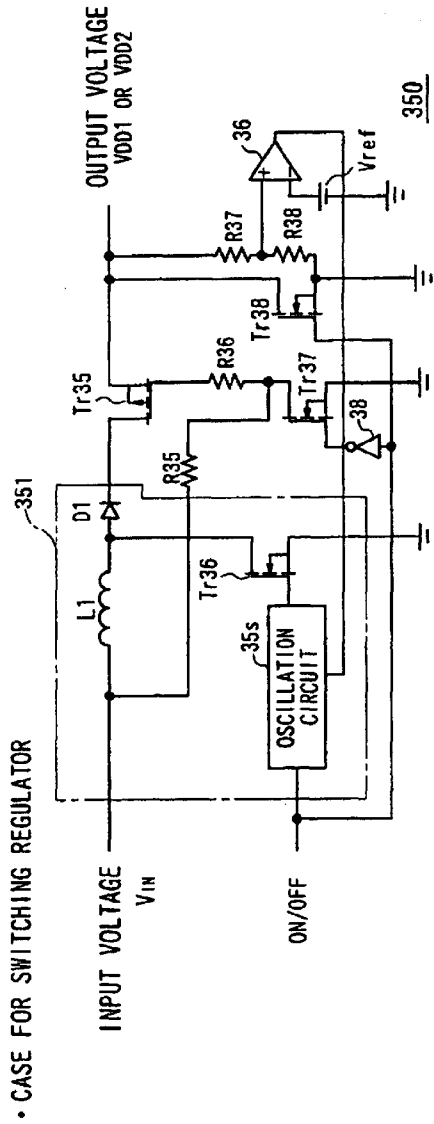 • CASE FOR SWITCHING REGULATOR
351
INPUT VOLTAGE
VIN
L1
D1
Tr35
OUTPUT VOLTAGE
VDD1 OR VDD2
R35
R36
R37
R38
36
Vref
Tr36
Tr37
Tr38
38
35s
OSCILLATION
CIRCUIT
ON/OFF
350